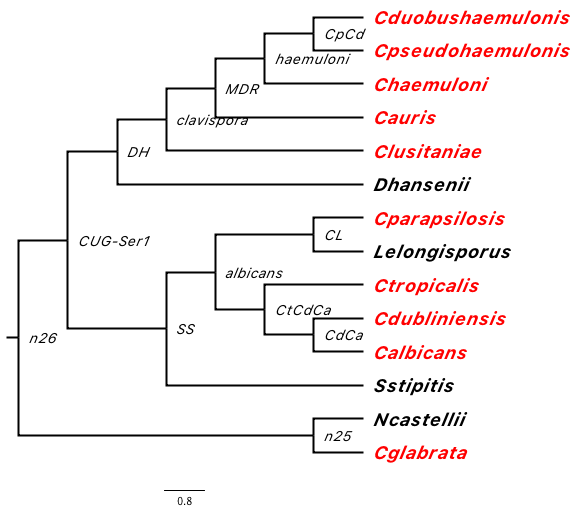 Cduobushaemulonis
CpCd
Cpseudohaemulonis
haemuloni
Chaemuloni
MDR
Cauris
clavispora
Clusitaniae
DH
Dhansenii
Cparapsilosis
CL
CUG-Ser1
Lelongisporus
albicans
Ctropicalis
CtCdCa
Cdubliniensis
SS
CdCa
n26
Calbicans
Sstipitis
Ncastellii
n25
Cglabrata
0.8